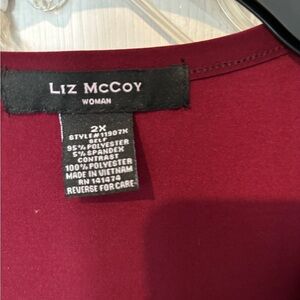 LIZ MCCOY
WOMAN
2X
STYLE#11907X
SELF
95% POLYESTER
5% SPANDEX
CONTRAST
100% POLYESTER
MADE IN VIETNAM
RN 141474
REVERSE FOR CARE